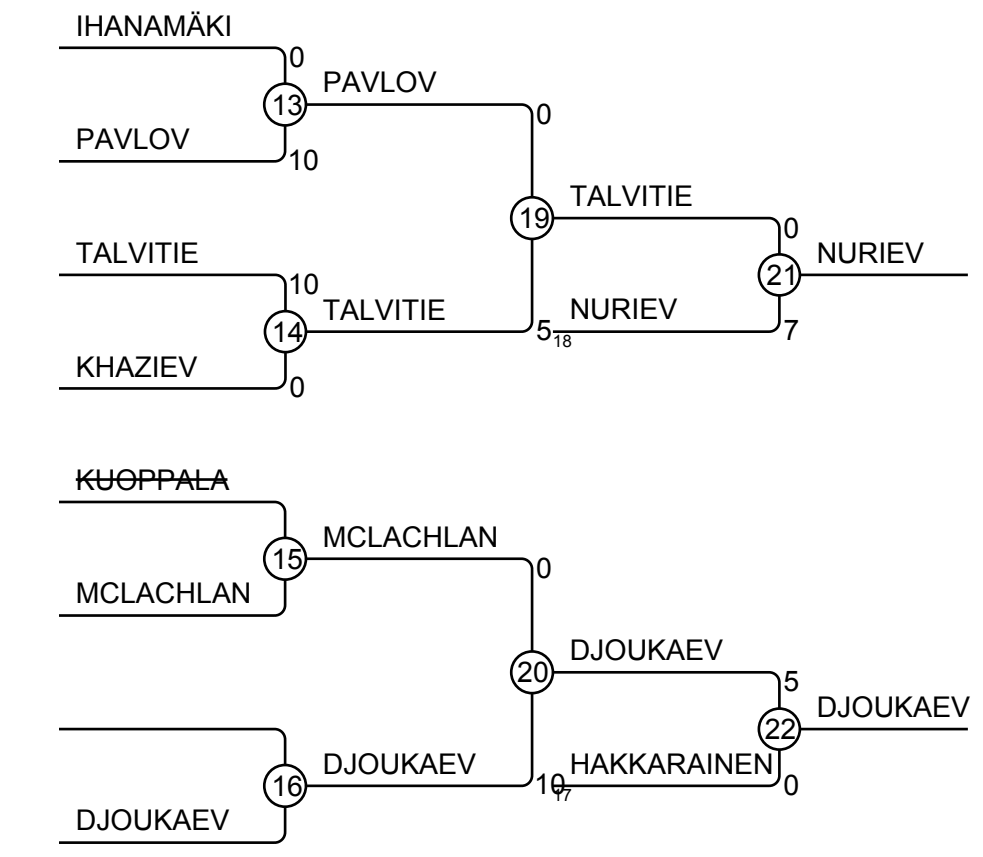 IHANAMÄKI
0
13
PAVLOV
PAVLOV
10
0
19
TALVITIE
TALVITIE
10
14
TALVITIE
KHAZIEV
0
5
18
NURIEV
0
21
NURIEV
7
KUOPPALA
15
MCLACHLAN
MCLACHLAN
0
20
DJOUKAEV
16
DJOUKAEV
DJOUKAEV
10
17
HAKKARAINEN
5
22
DJOUKAEV
0